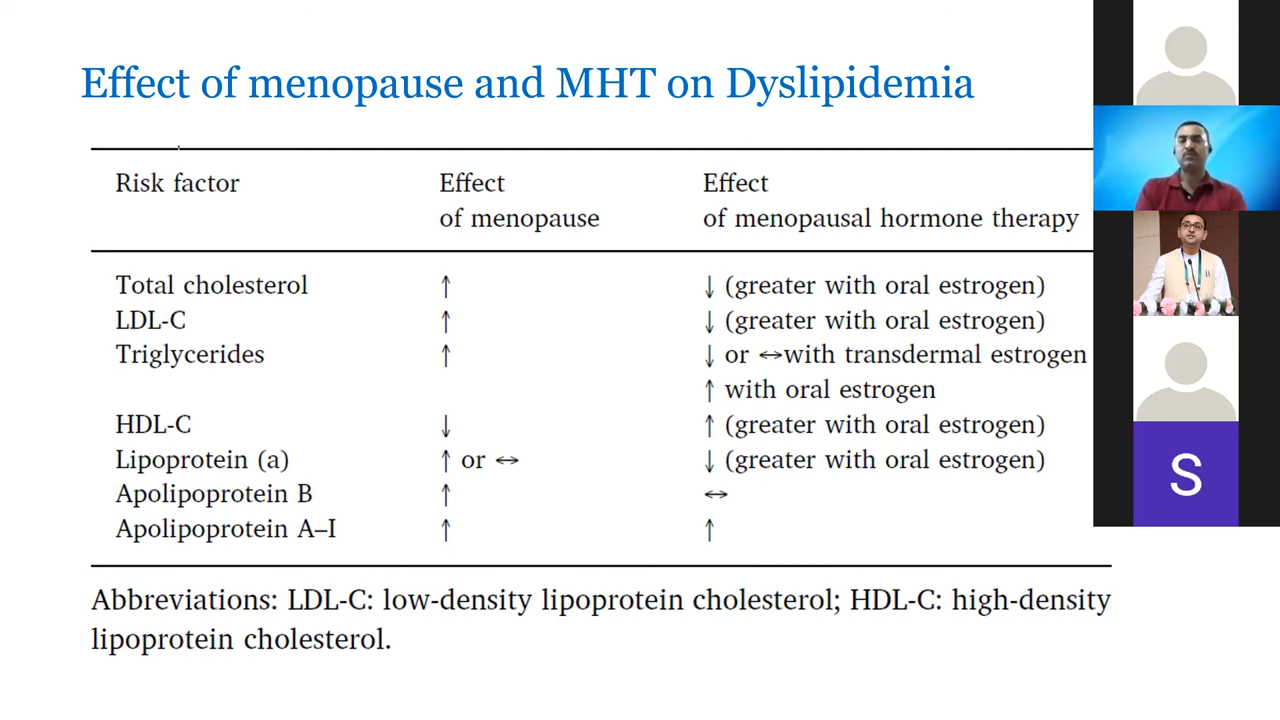 Effect of menopause and MHT on Dyslipidemia
Risk factor Effect of menopause Effect of menopausal hormone therapy
Total cholesterol ↑ ↓ (greater with oral estrogen)
LDL-C ↑ ↓ (greater with oral estrogen)
Triglycerides ↑ ↓ or ↔with transdermal estrogen
↑ with oral estrogen
HDL-C ↓ ↑ (greater with oral estrogen)
Lipoprotein (a) ↑ or ↔ ↓ (greater with oral estrogen)
Apolipoprotein B ↑ ↔
Apolipoprotein A–I ↑ ↑
Abbreviations: LDL-C: low-density lipoprotein cholesterol; HDL-C: high-density
lipoprotein cholesterol.
S